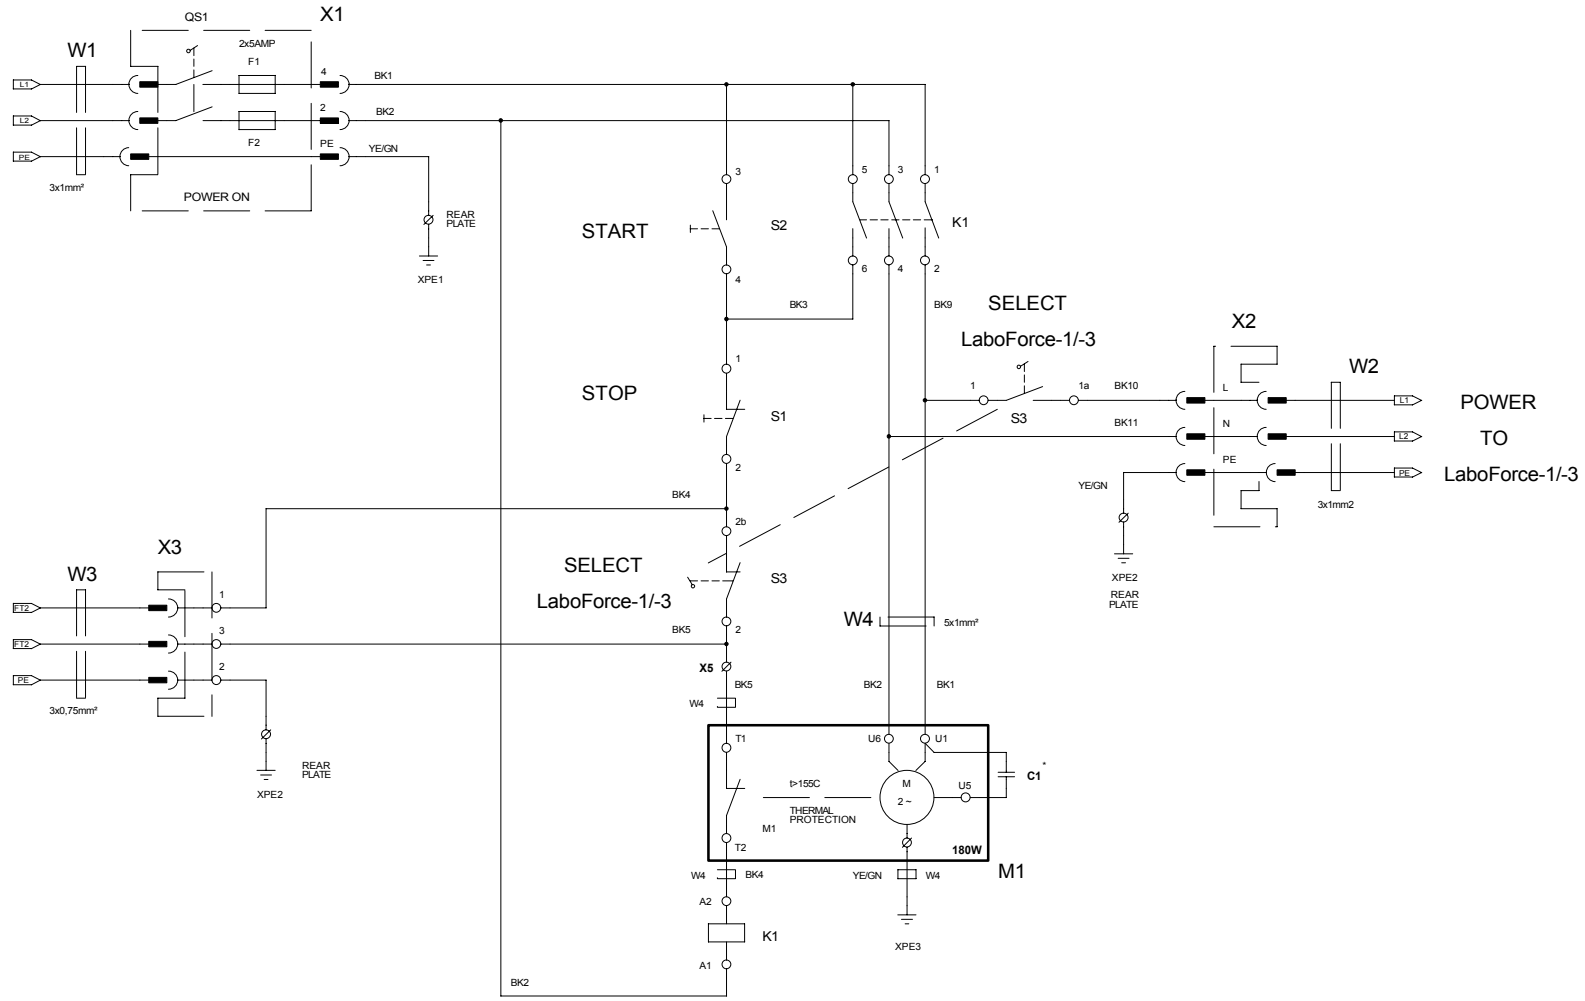 QS1
X1
W1
2x5AMP
F1
4
BK1
L1
2
BK2
L2
F2
PE
YE/GN
PE
3x1mm²
POWER ON
REAR
PLATE
XPE1
3
5
3
1
START
S2
K1
4
6
4
2
BK3
BK9
SELECT
LaboForce-1/-3
X2
W2
1
STOP
1
1a
BK10
L
L1
POWER
S1
S3
BK11
N
L2
TO
2
PE
PE
LaboForce-1/-3
YE/GN
BK4
3x1mm2
2b
X3
SELECT
LaboForce-1/-3
S3
XPE2
REAR
PLATE
W3
1
FT2
W4
5x1mm²
3
2
BK5
FT2
2
X5
PE
BK5
BK2
BK1
3x0,75mm²
W4
T1
U6
U1
REAR
PLATE
XPE2
t>155C
M
2~
U5
C1*
THERMAL
PROTECTION
M1
T2
180W
M1
W4
BK4
YE/GN
W4
A2
K1
XPE3
A1
BK2